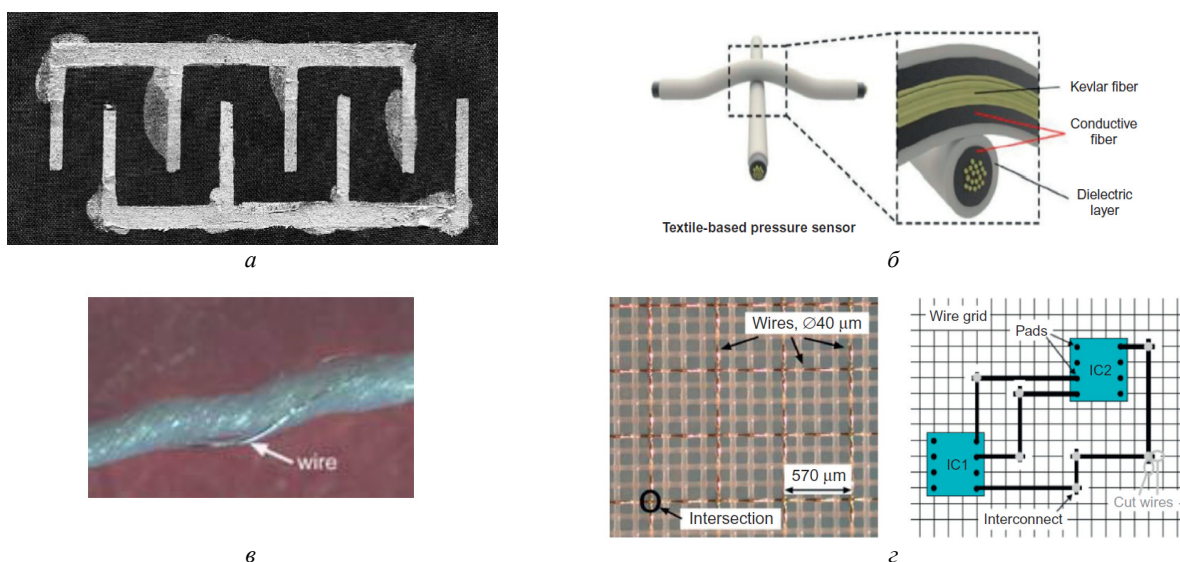 Kevlar fiber
Conductive
fiber
Dielectric
layer
Textile-based pressure sensor
а
б
wire
в
Wires, ∅40 μm
570 μm
Intersection
Wire grid
Pads
IC2
IC1
Cut wires
Interconnect
г